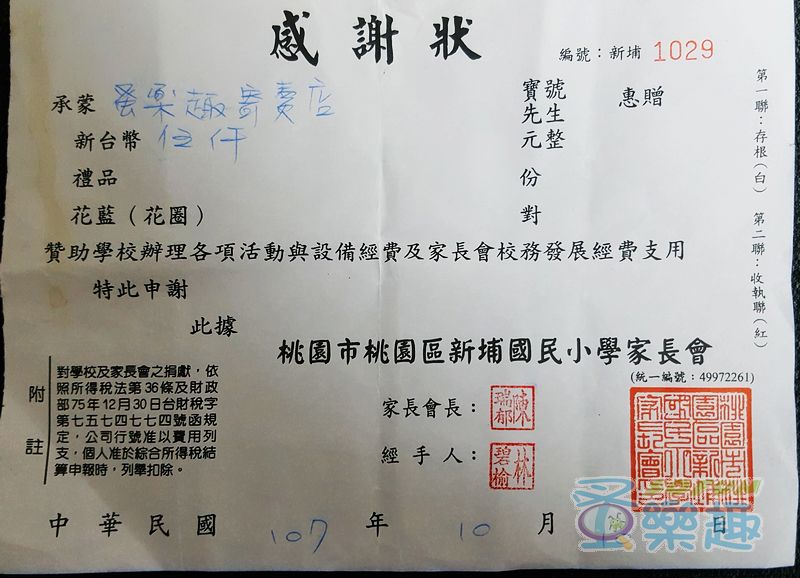 感謝狀
編號：新埔 1029
承蒙 蚤樂趣寄賣店 寶號 先生 惠贈
新台幣 伍仟 元整
禮品 份
花藍（花圈） 對
贊助學校辦理各項活動與設備經費及家長會校務發展經費支用
特此申謝
此據
桃園市桃園區新埔國民小學家長會
(統一編號：49972261)
附註
對學校及家長會之捐獻，依
照所得稅法第36條及財政
部75年12月30日台財稅字
第七五七四七七四號函規
定，公司行號准以費用列
支，個人准於綜合所得稅結
算申報時，列舉扣除。
家長會長：陳瑞郁
經手人：林碧榆
中華民國 107 年 10 月 日
第一聯：存根（白） 第二聯：收執聯（紅）
蚤樂趣